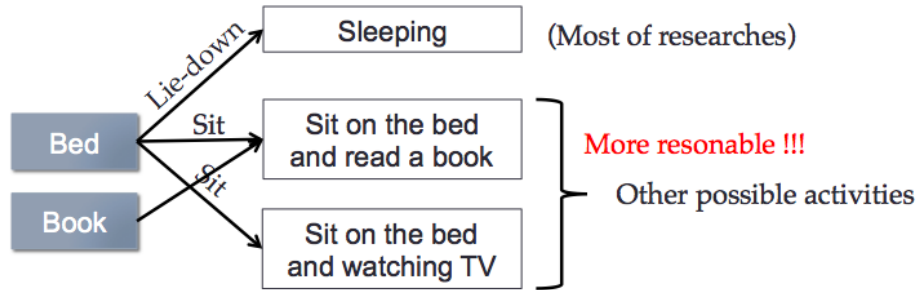 Sleeping
(Most of researches)
Lie-down
Bed
Sit
Sit on the bed
and read a book
More resonable !!!
Sit
Book
Other possible activities
Sit on the bed
and watching TV